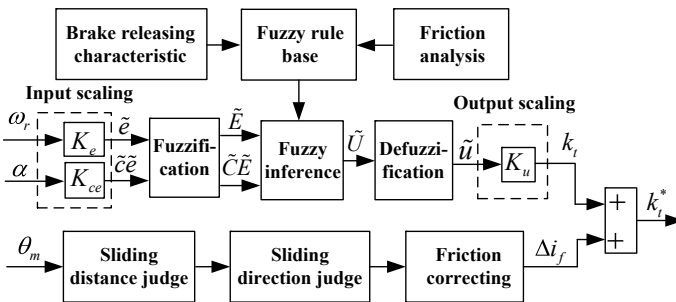 Brake releasing
characteristic
Fuzzy rule
base
Friction
analysis
Input scaling
Output scaling
ω_r
K_e
ẽ
α
K_ce
c̃ẽ
Fuzzifi-
cation
Ẽ
C̃Ẽ
Fuzzy
inference
Ũ
Defuzzi-
fication
ũ
K_u
k_t
+
+
k_t^*
θ_m
Sliding
distance judge
Sliding
direction judge
Friction
correcting
Δi_f